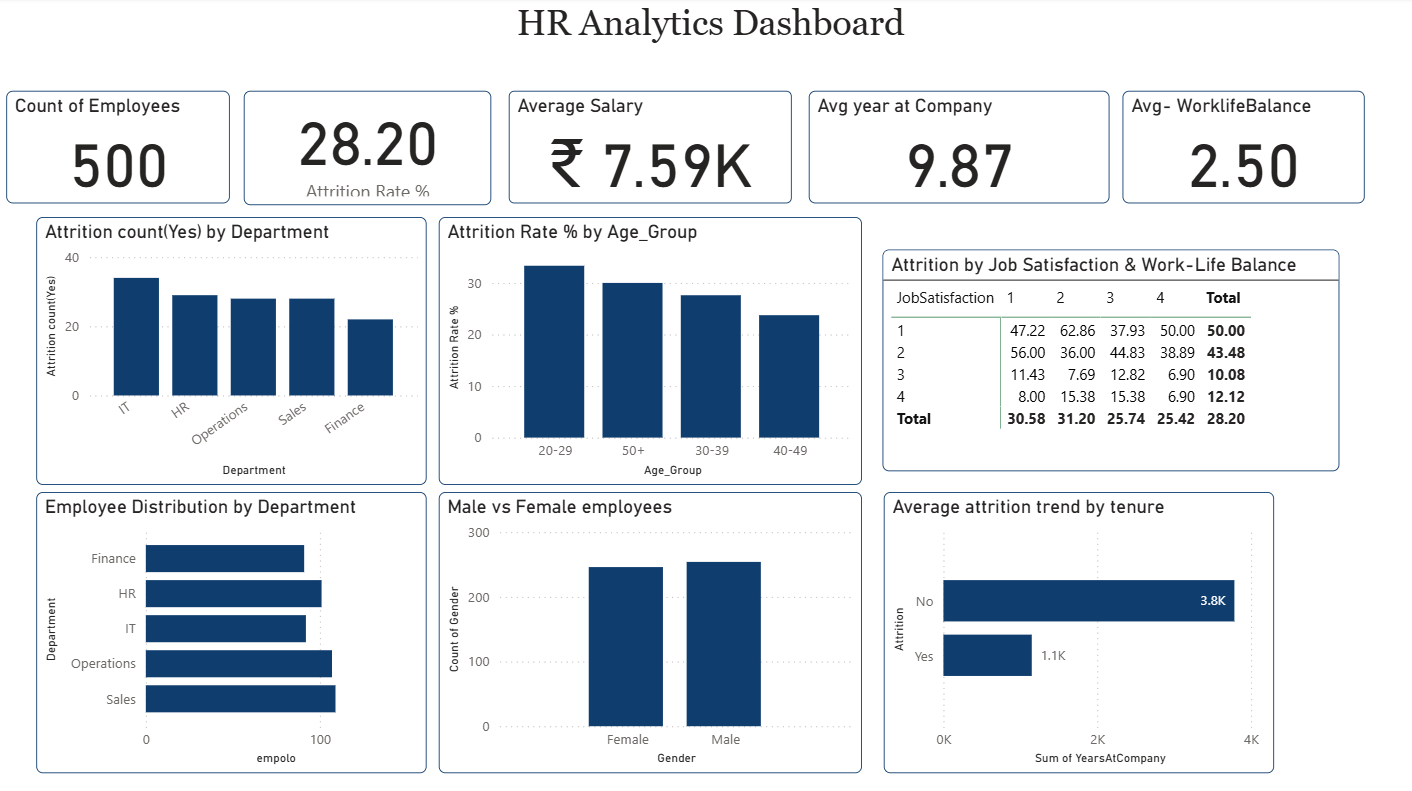 HR Analytics Dashboard
Count of Employees
500
28.20
Attrition Rate %
Average Salary
₹ 7.59K
Avg year at Company
9.87
Avg- WorklifeBalance
2.50
Attrition count(Yes) by Department
Attrition count(Yes)
40
20
0
IT
HR
Operations
Sales
Finance
Department
Attrition Rate % by Age_Group
Attrition Rate %
30
20
10
0
20-29
50+
30-39
40-49
Age_Group
Attrition by Job Satisfaction & Work-Life Balance
JobSatisfaction 1 2 3 4 Total
1 47.22 62.86 37.93 50.00 50.00
2 56.00 36.00 44.83 38.89 43.48
3 11.43 7.69 12.82 6.90 10.08
4 8.00 15.38 15.38 6.90 12.12
Total 30.58 31.20 25.74 25.42 28.20
Employee Distribution by Department
Department
Finance
HR
IT
Operations
Sales
0 100
empolo
Male vs Female employees
Count of Gender
300
200
100
0
Female Male
Gender
Average attrition trend by tenure
Attrition
No
3.8K
Yes
1.1K
0K 2K 4K
Sum of YearsAtCompany